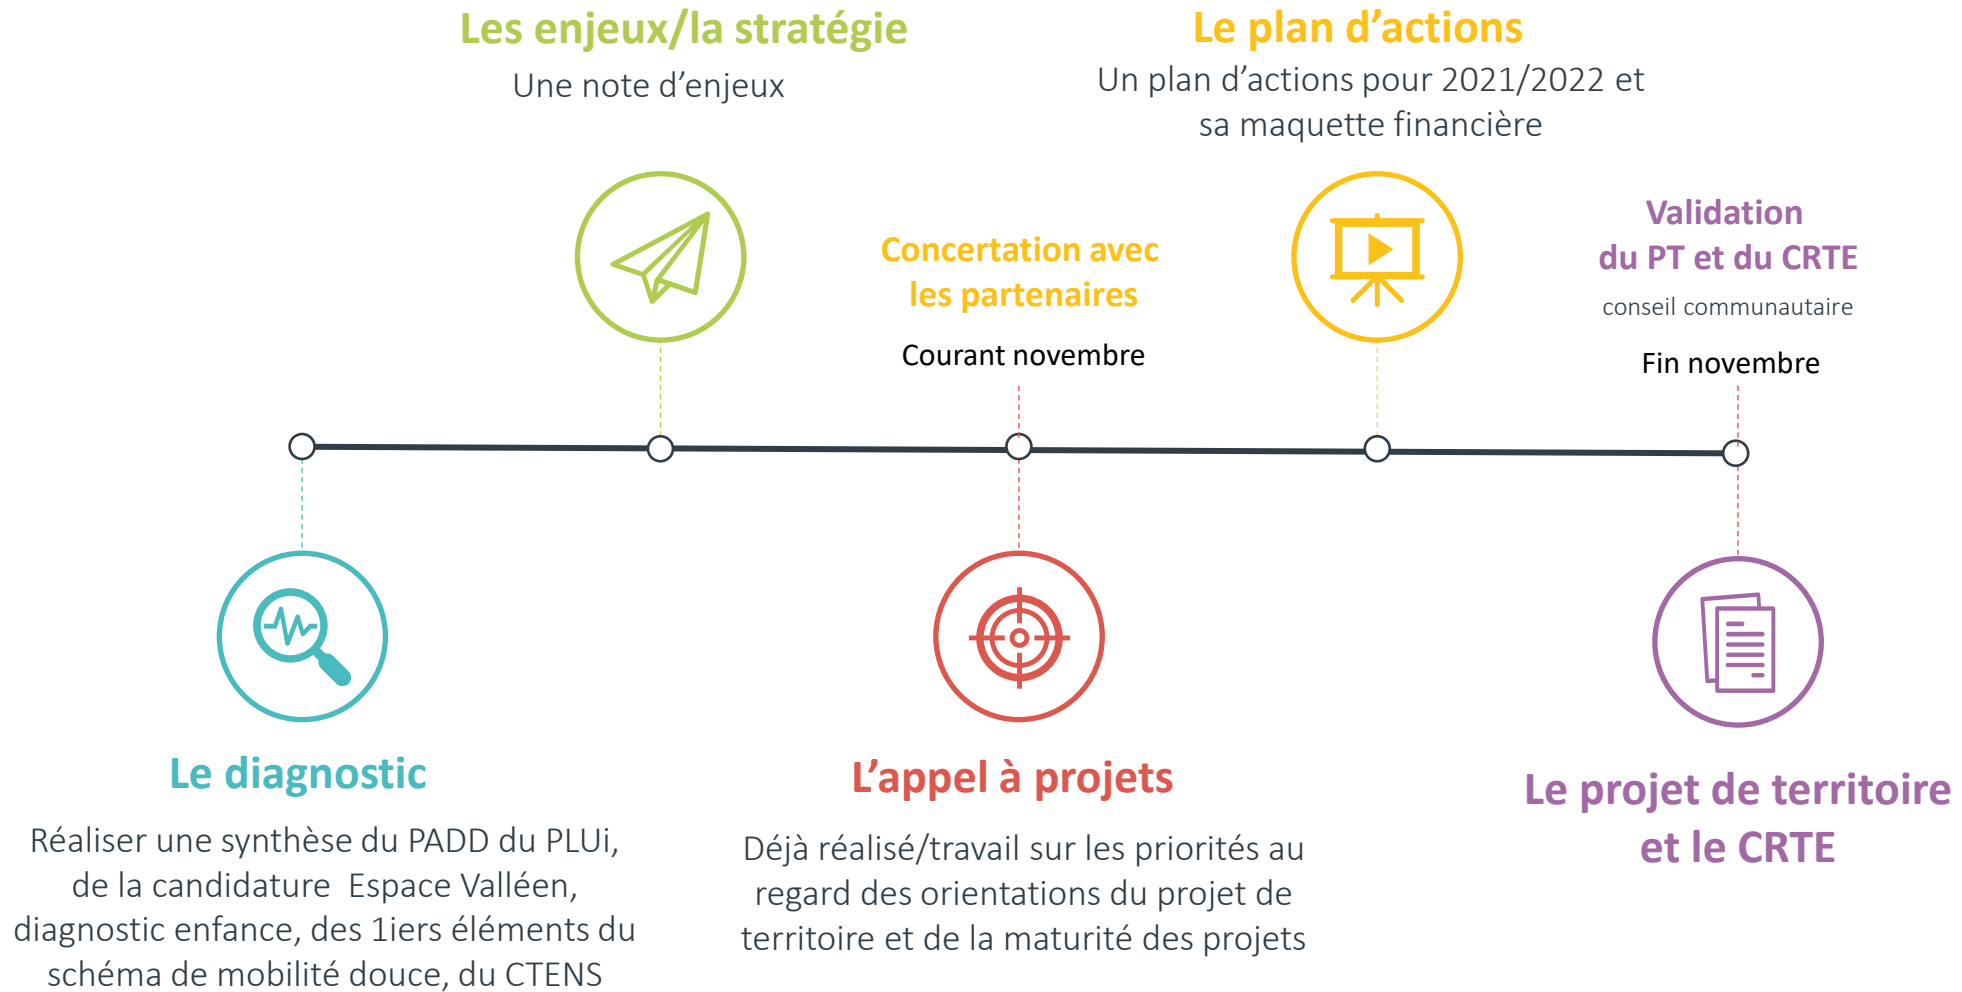 Les enjeux/la stratégie
Une note d’enjeux
Le plan d’actions
Un plan d’actions pour 2021/2022 et
sa maquette financière
Concertation avec
les partenaires
Courant novembre
Validation
du PT et du CRTE
conseil communautaire
Fin novembre
Le diagnostic
Réaliser une synthèse du PADD du PLUi,
de la candidature  Espace Valléen,
diagnostic enfance, des 1iers éléments du
schéma de mobilité douce, du CTENS
L’appel à projets
Déjà réalisé/travail sur les priorités au
regard des orientations du projet de
territoire et de la maturité des projets
Le projet de territoire
et le CRTE